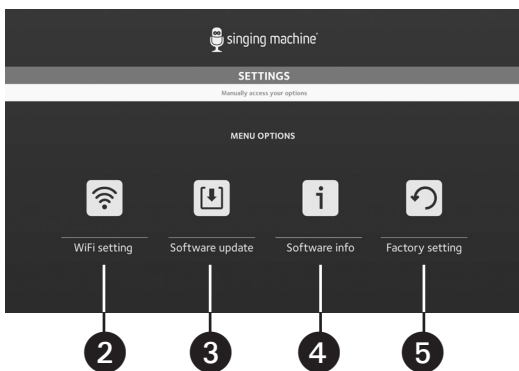 singing machine®
SETTINGS
Manually access your options
MENU OPTIONS
WiFi setting Software update Software info Factory setting
2 3 4 5